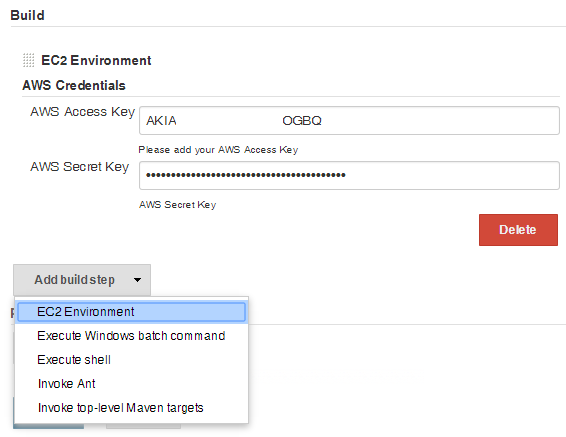 Build
EC2 Environment
AWS Credentials
AWS Access Key
AKIA OGBQ
Please add your AWS Access Key
AWS Secret Key
••••••••••••••••••••••••••••••••••••••••
AWS Secret Key
Delete
Add build step
EC2 Environment
Execute Windows batch command
Execute shell
Invoke Ant
Invoke top-level Maven targets